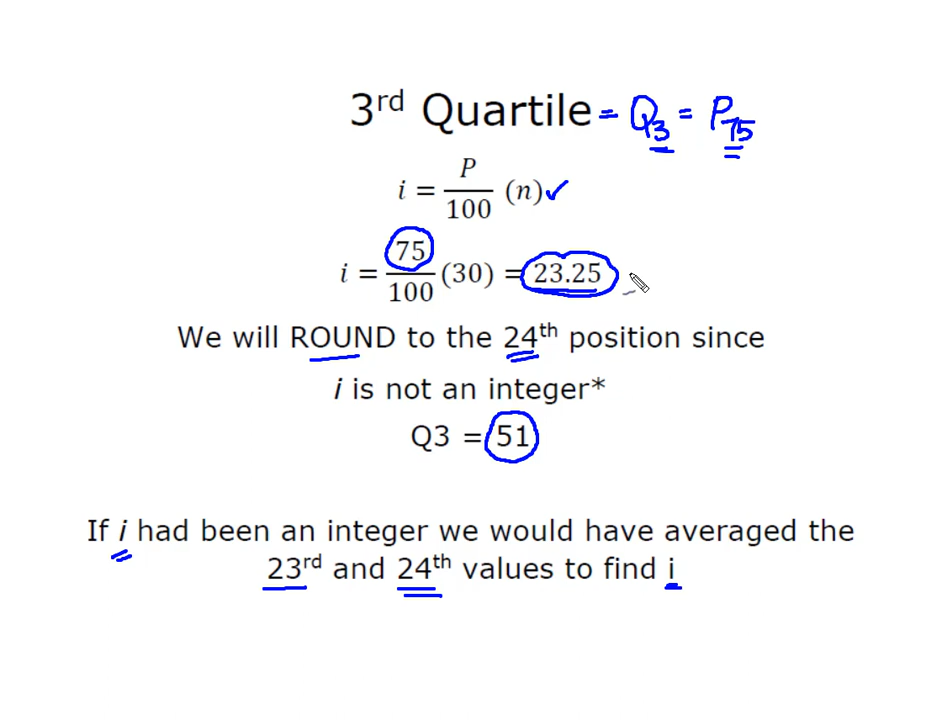 3rd Quartile = Q3 = P75
i = P/100 (n) ✓
i = 75/100 (30) = 23.25
We will ROUND to the 24th position since
i is not an integer*
Q3 = 51
If i had been an integer we would have averaged the
23rd and 24th values to find i